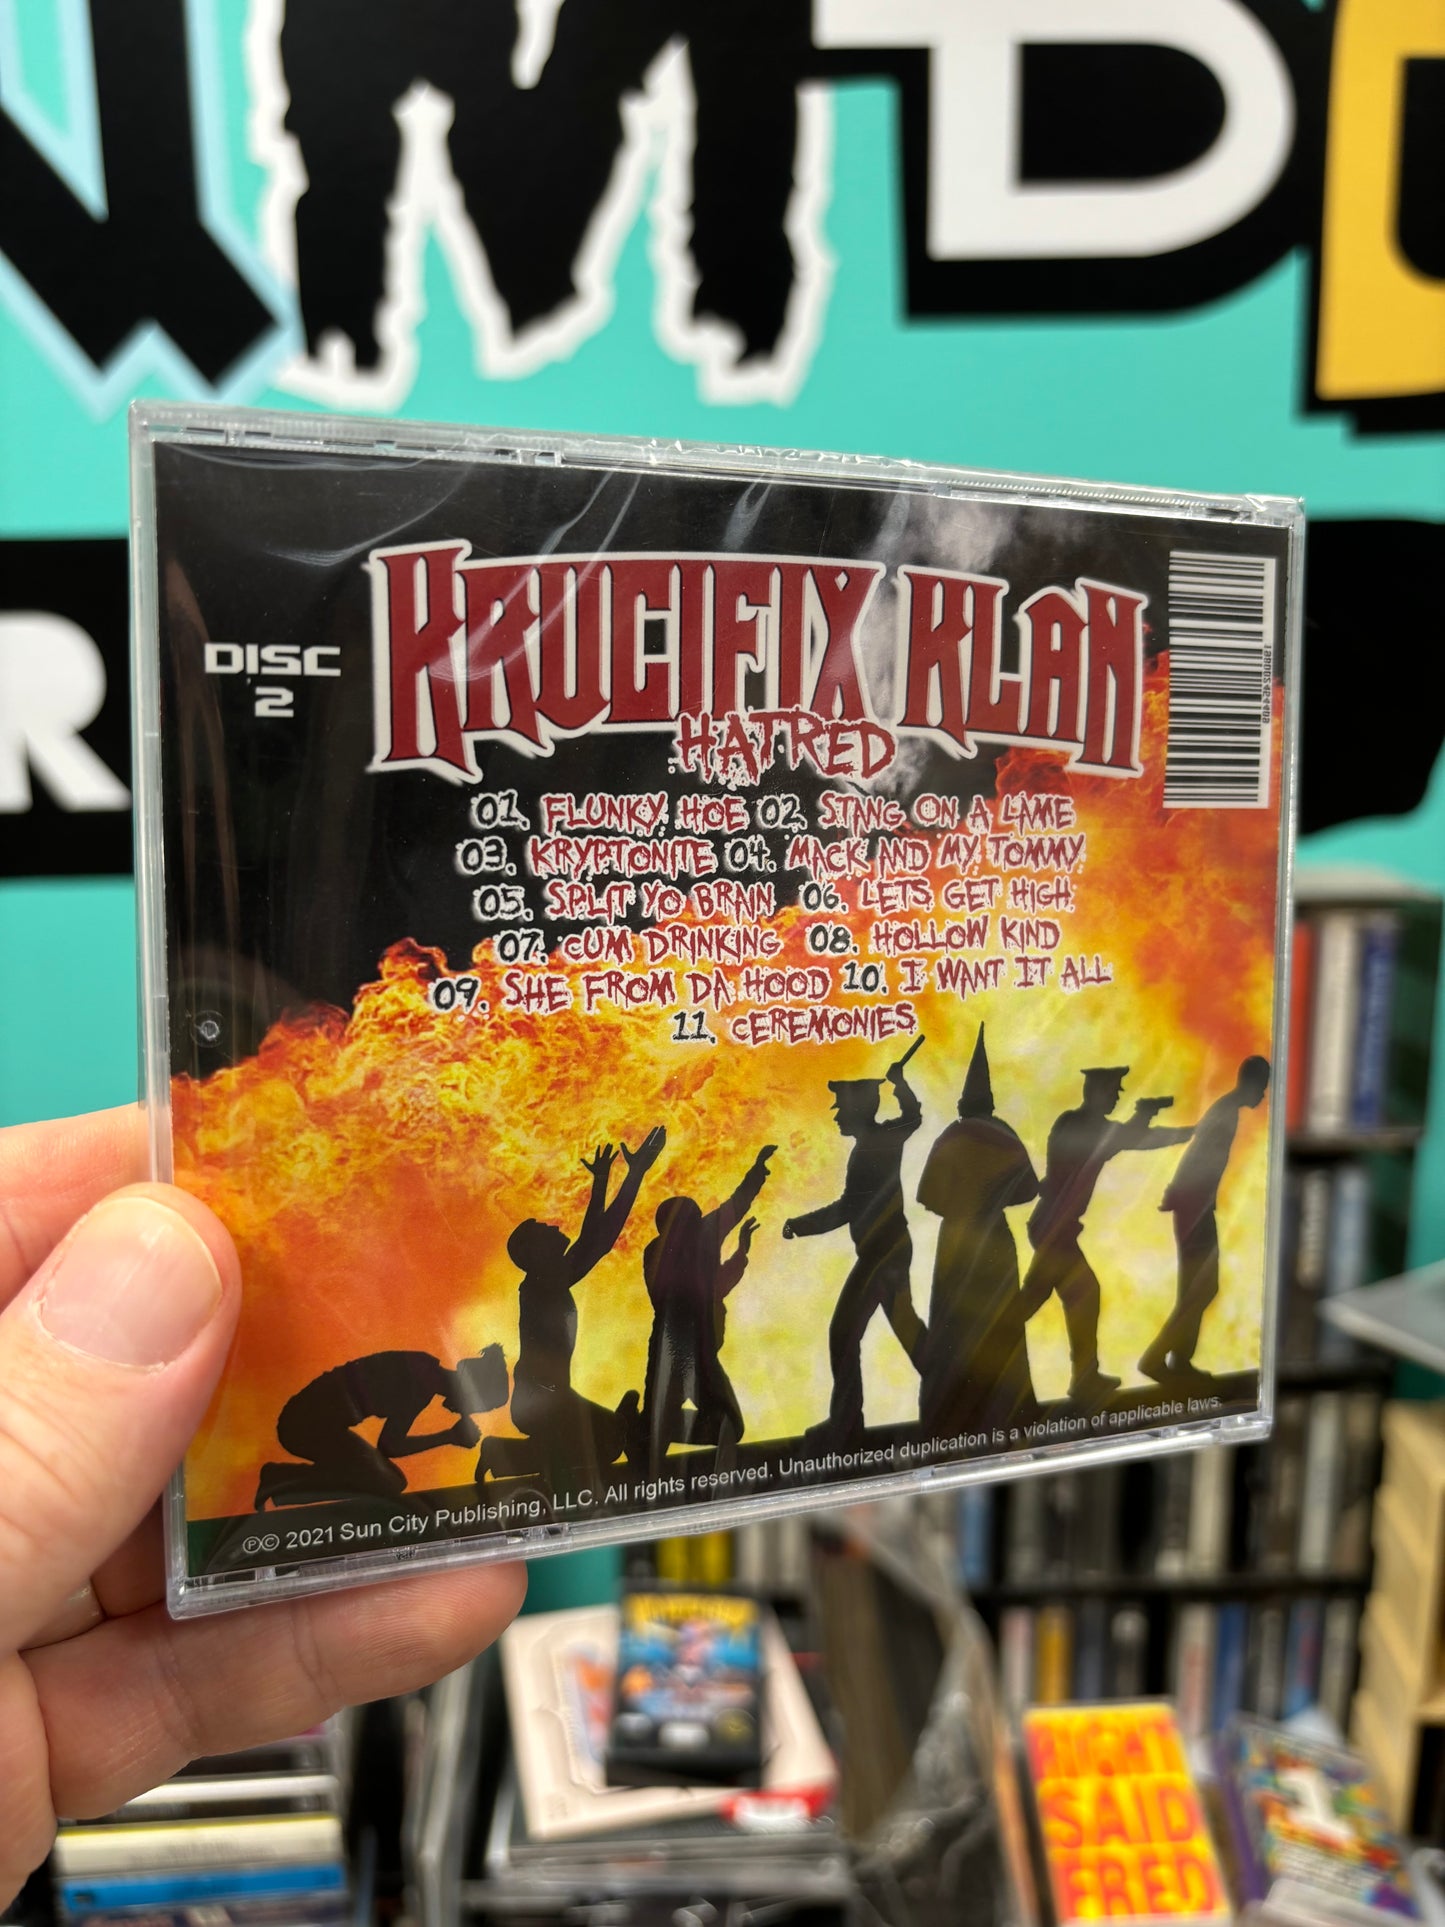 DISC
2
KRUCIFIX KLAN
HATRED
01. FLUNKY HOE 02. STANG ON A LAME
03. KRYPTONITE 04. MACK AND MY TOMMY
05. SPLIT YO BRAIN 06. LETS GET HIGH
07. CUM DRINKING 08. HOLLOW KIND
09. SHE FROM DA HOOD 10. I WANT IT ALL
11. CEREMONIES
℗© 2021 Sun City Publishing, LLC. All rights reserved. Unauthorized duplication is a violation of applicable laws.
R
RIGHT
SAID
FRED